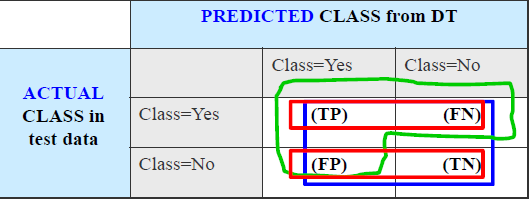 PREDICTED CLASS from DT
Class=Yes Class=No
ACTUAL
CLASS in
test data
Class=Yes (TP) (FN)
Class=No (FP) (TN)